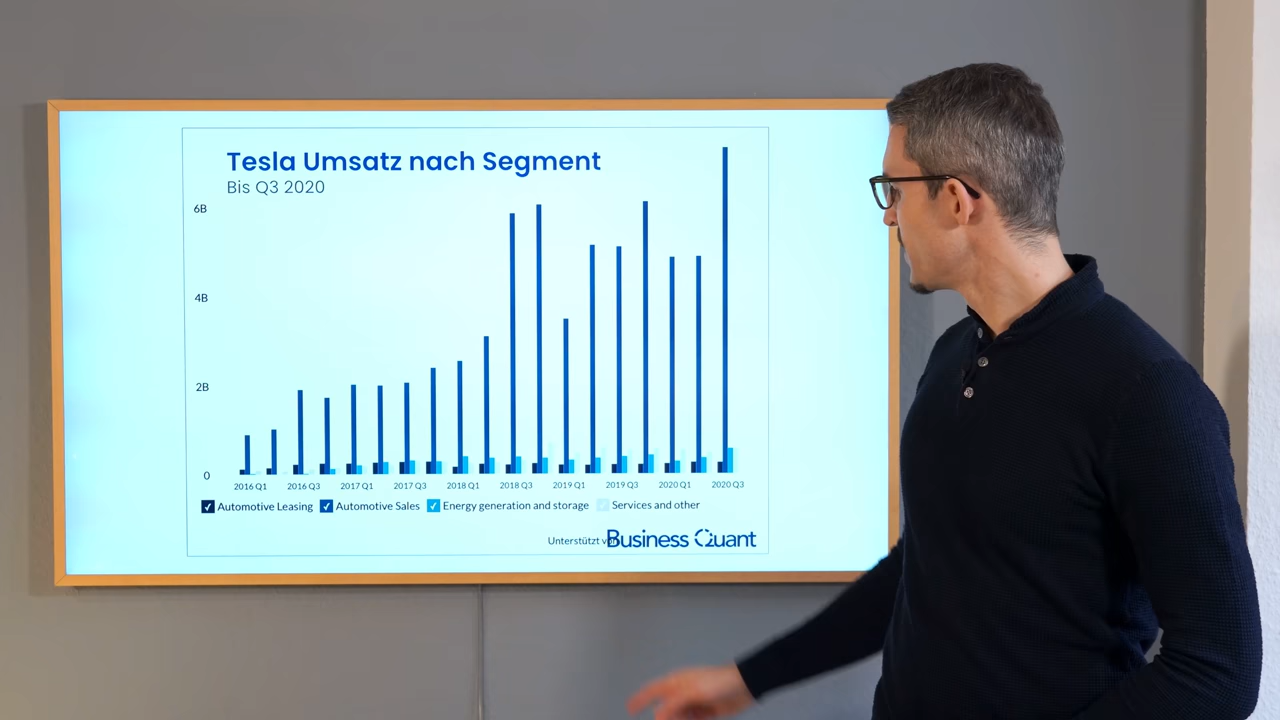 Tesla Umsatz nach Segment
Bis Q3 2020
6B
4B
2B
0
2016 Q1 2016 Q3 2017 Q1 2017 Q3 2018 Q1 2018 Q3 2019 Q1 2019 Q3 2020 Q1 2020 Q3
Automotive Leasing Automotive Sales Energy generation and storage Services and other
Unterstützt von Business Quant